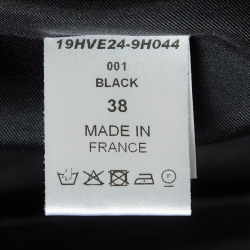 19HVE24-9H044
001
BLACK
38
MADE IN
FRANCE